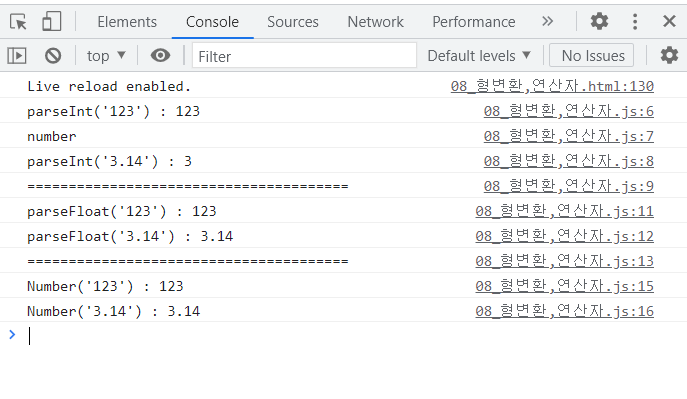 Elements Console Sources Network Performance
top Filter Default levels No Issues
Live reload enabled. 08_형변환,연산자.html:130
parseInt('123') : 123 08_형변환,연산자.js:6
number 08_형변환,연산자.js:7
parseInt('3.14') : 3 08_형변환,연산자.js:8
======================================= 08_형변환,연산자.js:9
parseFloat('123') : 123 08_형변환,연산자.js:11
parseFloat('3.14') : 3.14 08_형변환,연산자.js:12
======================================= 08_형변환,연산자.js:13
Number('123') : 123 08_형변환,연산자.js:15
Number('3.14') : 3.14 08_형변환,연산자.js:16